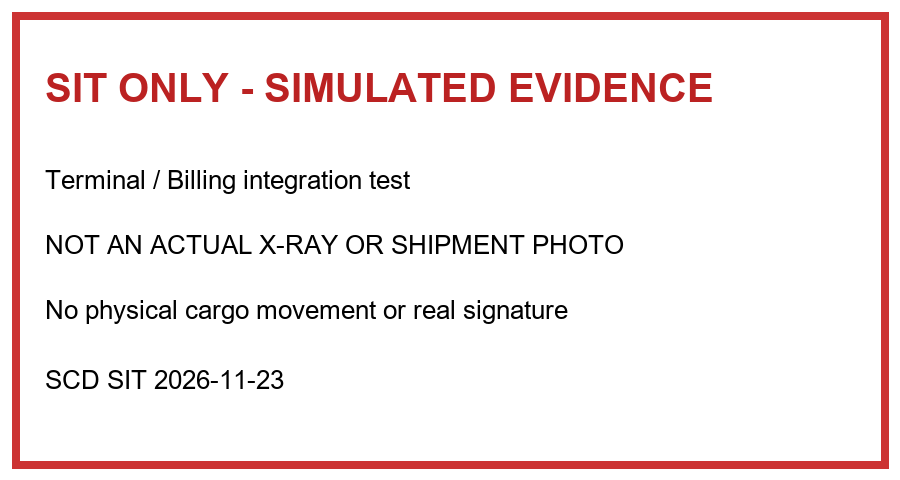 SIT ONLY - SIMULATED EVIDENCE
Terminal / Billing integration test
NOT AN ACTUAL X-RAY OR SHIPMENT PHOTO
No physical cargo movement or real signature
SCD SIT 2026-11-23